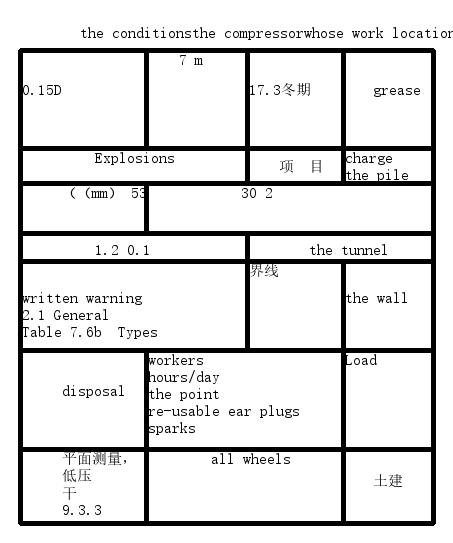 the conditionsthe compressorwhose work location
7 m
0.15D
17.3冬期
grease
Explosions
项 目
charge
the pile
( (mm) 53
30 2
1.2 0.1
the tunnel
界线
written warning
2.1 General
Table 7.6b Types
the wall
disposal
workers
hours/day
the point
re-usable ear plugs
sparks
Load
平面测量,
低压
干
9.3.3
all wheels
土建